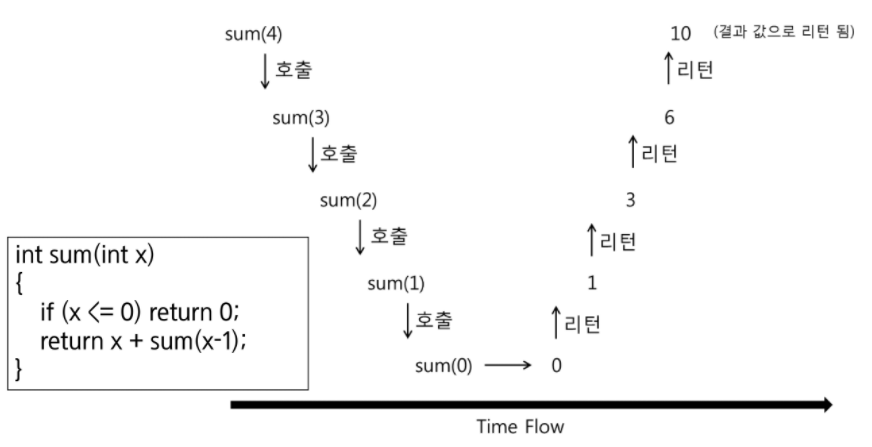 sum(4)
10 (결과 값으로 리턴 됨)
호출
리턴
sum(3)
6
호출
리턴
sum(2)
3
호출
리턴
sum(1)
1
호출
리턴
sum(0)
0
int sum(int x)
{
if (x <= 0) return 0;
return x + sum(x-1);
}
Time Flow